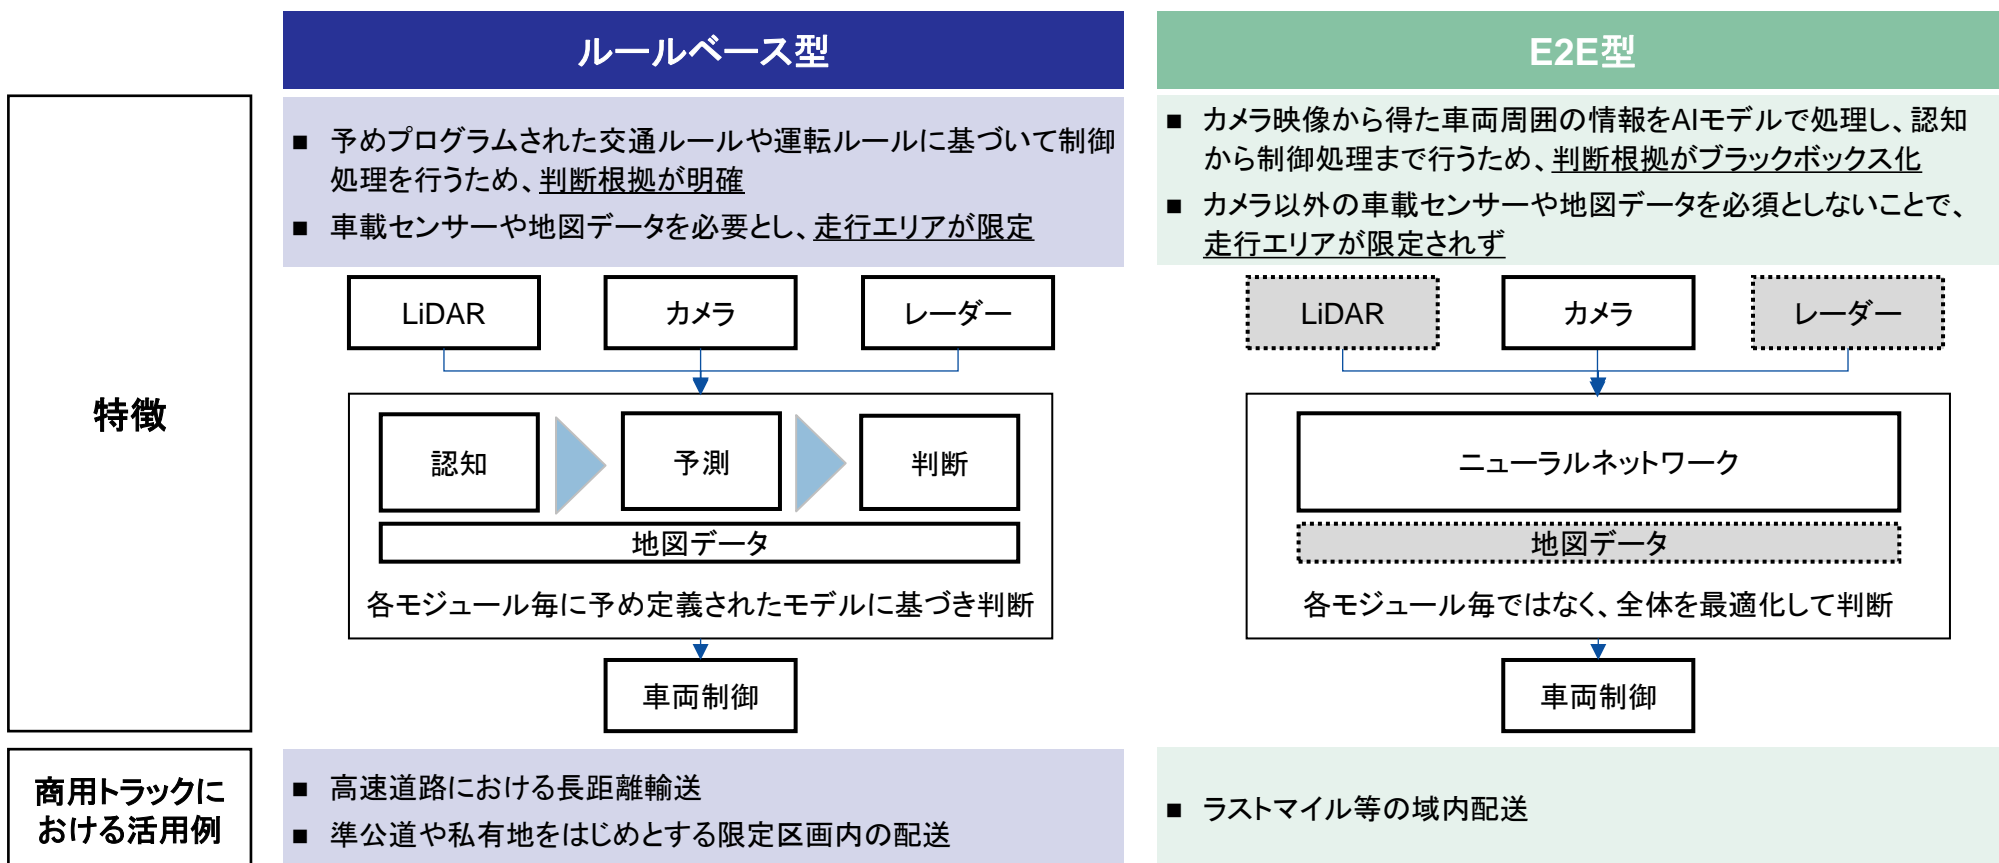 ルールベース型
E2E型
特徴
■ 予めプログラムされた交通ルールや運転ルールに基づいて制御
処理を行うため、判断根拠が明確
■ 車載センサーや地図データを必要とし、走行エリアが限定
■ カメラ映像から得た車両周囲の情報をAIモデルで処理し、認知
から制御処理まで行うため、判断根拠がブラックボックス化
■ カメラ以外の車載センサーや地図データを必須としないことで、
走行エリアが限定されず
LiDAR
カメラ
レーダー
認知
予測
判断
地図データ
各モジュール毎に予め定義されたモデルに基づき判断
車両制御
LiDAR
カメラ
レーダー
ニューラルネットワーク
地図データ
各モジュール毎ではなく、全体を最適化して判断
車両制御
商用トラックに
おける活用例
■ 高速道路における長距離輸送
■ 準公道や私有地をはじめとする限定区画内の配送
■ ラストマイル等の域内配送